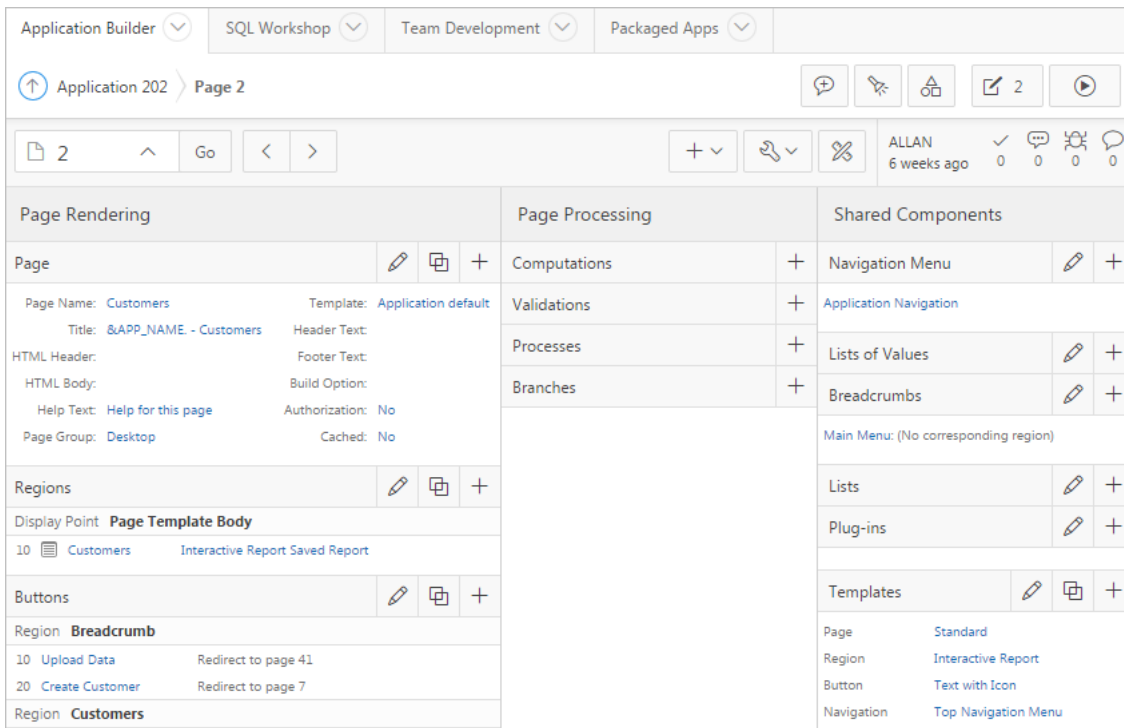 Application Builder SQL Workshop Team Development Packaged Apps
Application 202 Page 2 2
2 Go ALLAN
6 weeks ago 0 0 0 0
Page Rendering
Page
Page Name: Customers Template: Application default
Title: &APP_NAME. - Customers Header Text:
HTML Header: Footer Text:
HTML Body: Build Option:
Help Text: Help for this page Authorization: No
Page Group: Desktop Cached: No
Regions
Display Point Page Template Body
10 Customers Interactive Report Saved Report
Buttons
Region Breadcrumb
10 Upload Data Redirect to page 41
20 Create Customer Redirect to page 7
Region Customers
Page Processing
Computations
Validations
Processes
Branches
Shared Components
Navigation Menu
Application Navigation
Lists of Values
Breadcrumbs
Main Menu: (No corresponding region)
Lists
Plug-ins
Templates
Page Standard
Region Interactive Report
Button Text with Icon
Navigation Top Navigation Menu